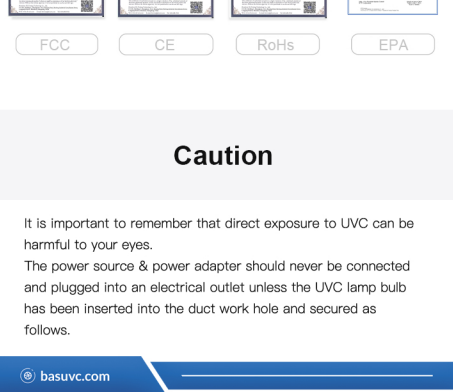 FCC CE RoHs EPA
Caution
It is important to remember that direct exposure to UVC can be
harmful to your eyes.
The power source & power adapter should never be connected
and plugged into an electrical outlet unless the UVC lamp bulb
has been inserted into the duct work hole and secured as
follows.
basuvc.com